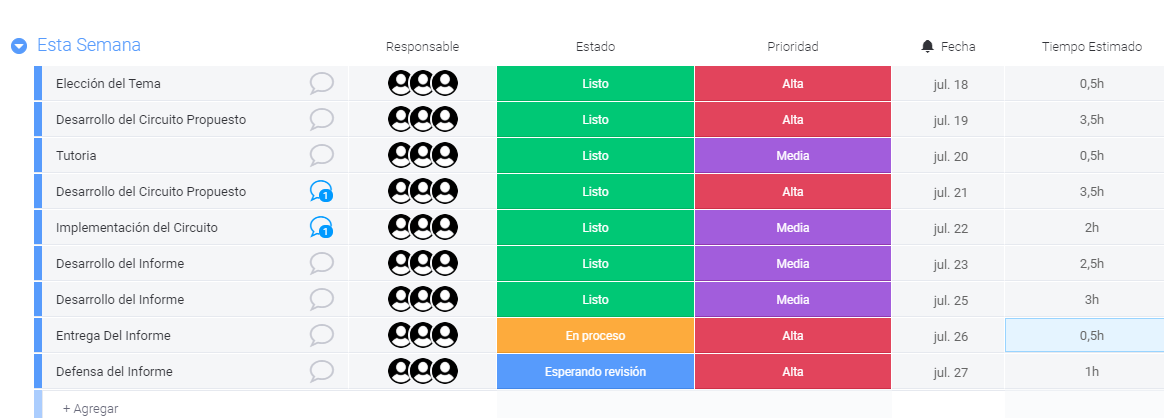 Esta Semana Responsable Estado Prioridad Fecha Tiempo Estimado
Elección del Tema Listo Alta jul. 18 0,5h
Desarrollo del Circuito Propuesto Listo Alta jul. 19 3,5h
Tutoria Listo Media jul. 20 0,5h
Desarrollo del Circuito Propuesto 1 Listo Alta jul. 21 3,5h
Implementación del Circuito 1 Listo Media jul. 22 2h
Desarrollo del Informe Listo Media jul. 23 2,5h
Desarrollo del Informe Listo Media jul. 25 3h
Entrega Del Informe En proceso Alta jul. 26 0,5h
Defensa del Informe Esperando revisión Alta jul. 27 1h
+ Agregar